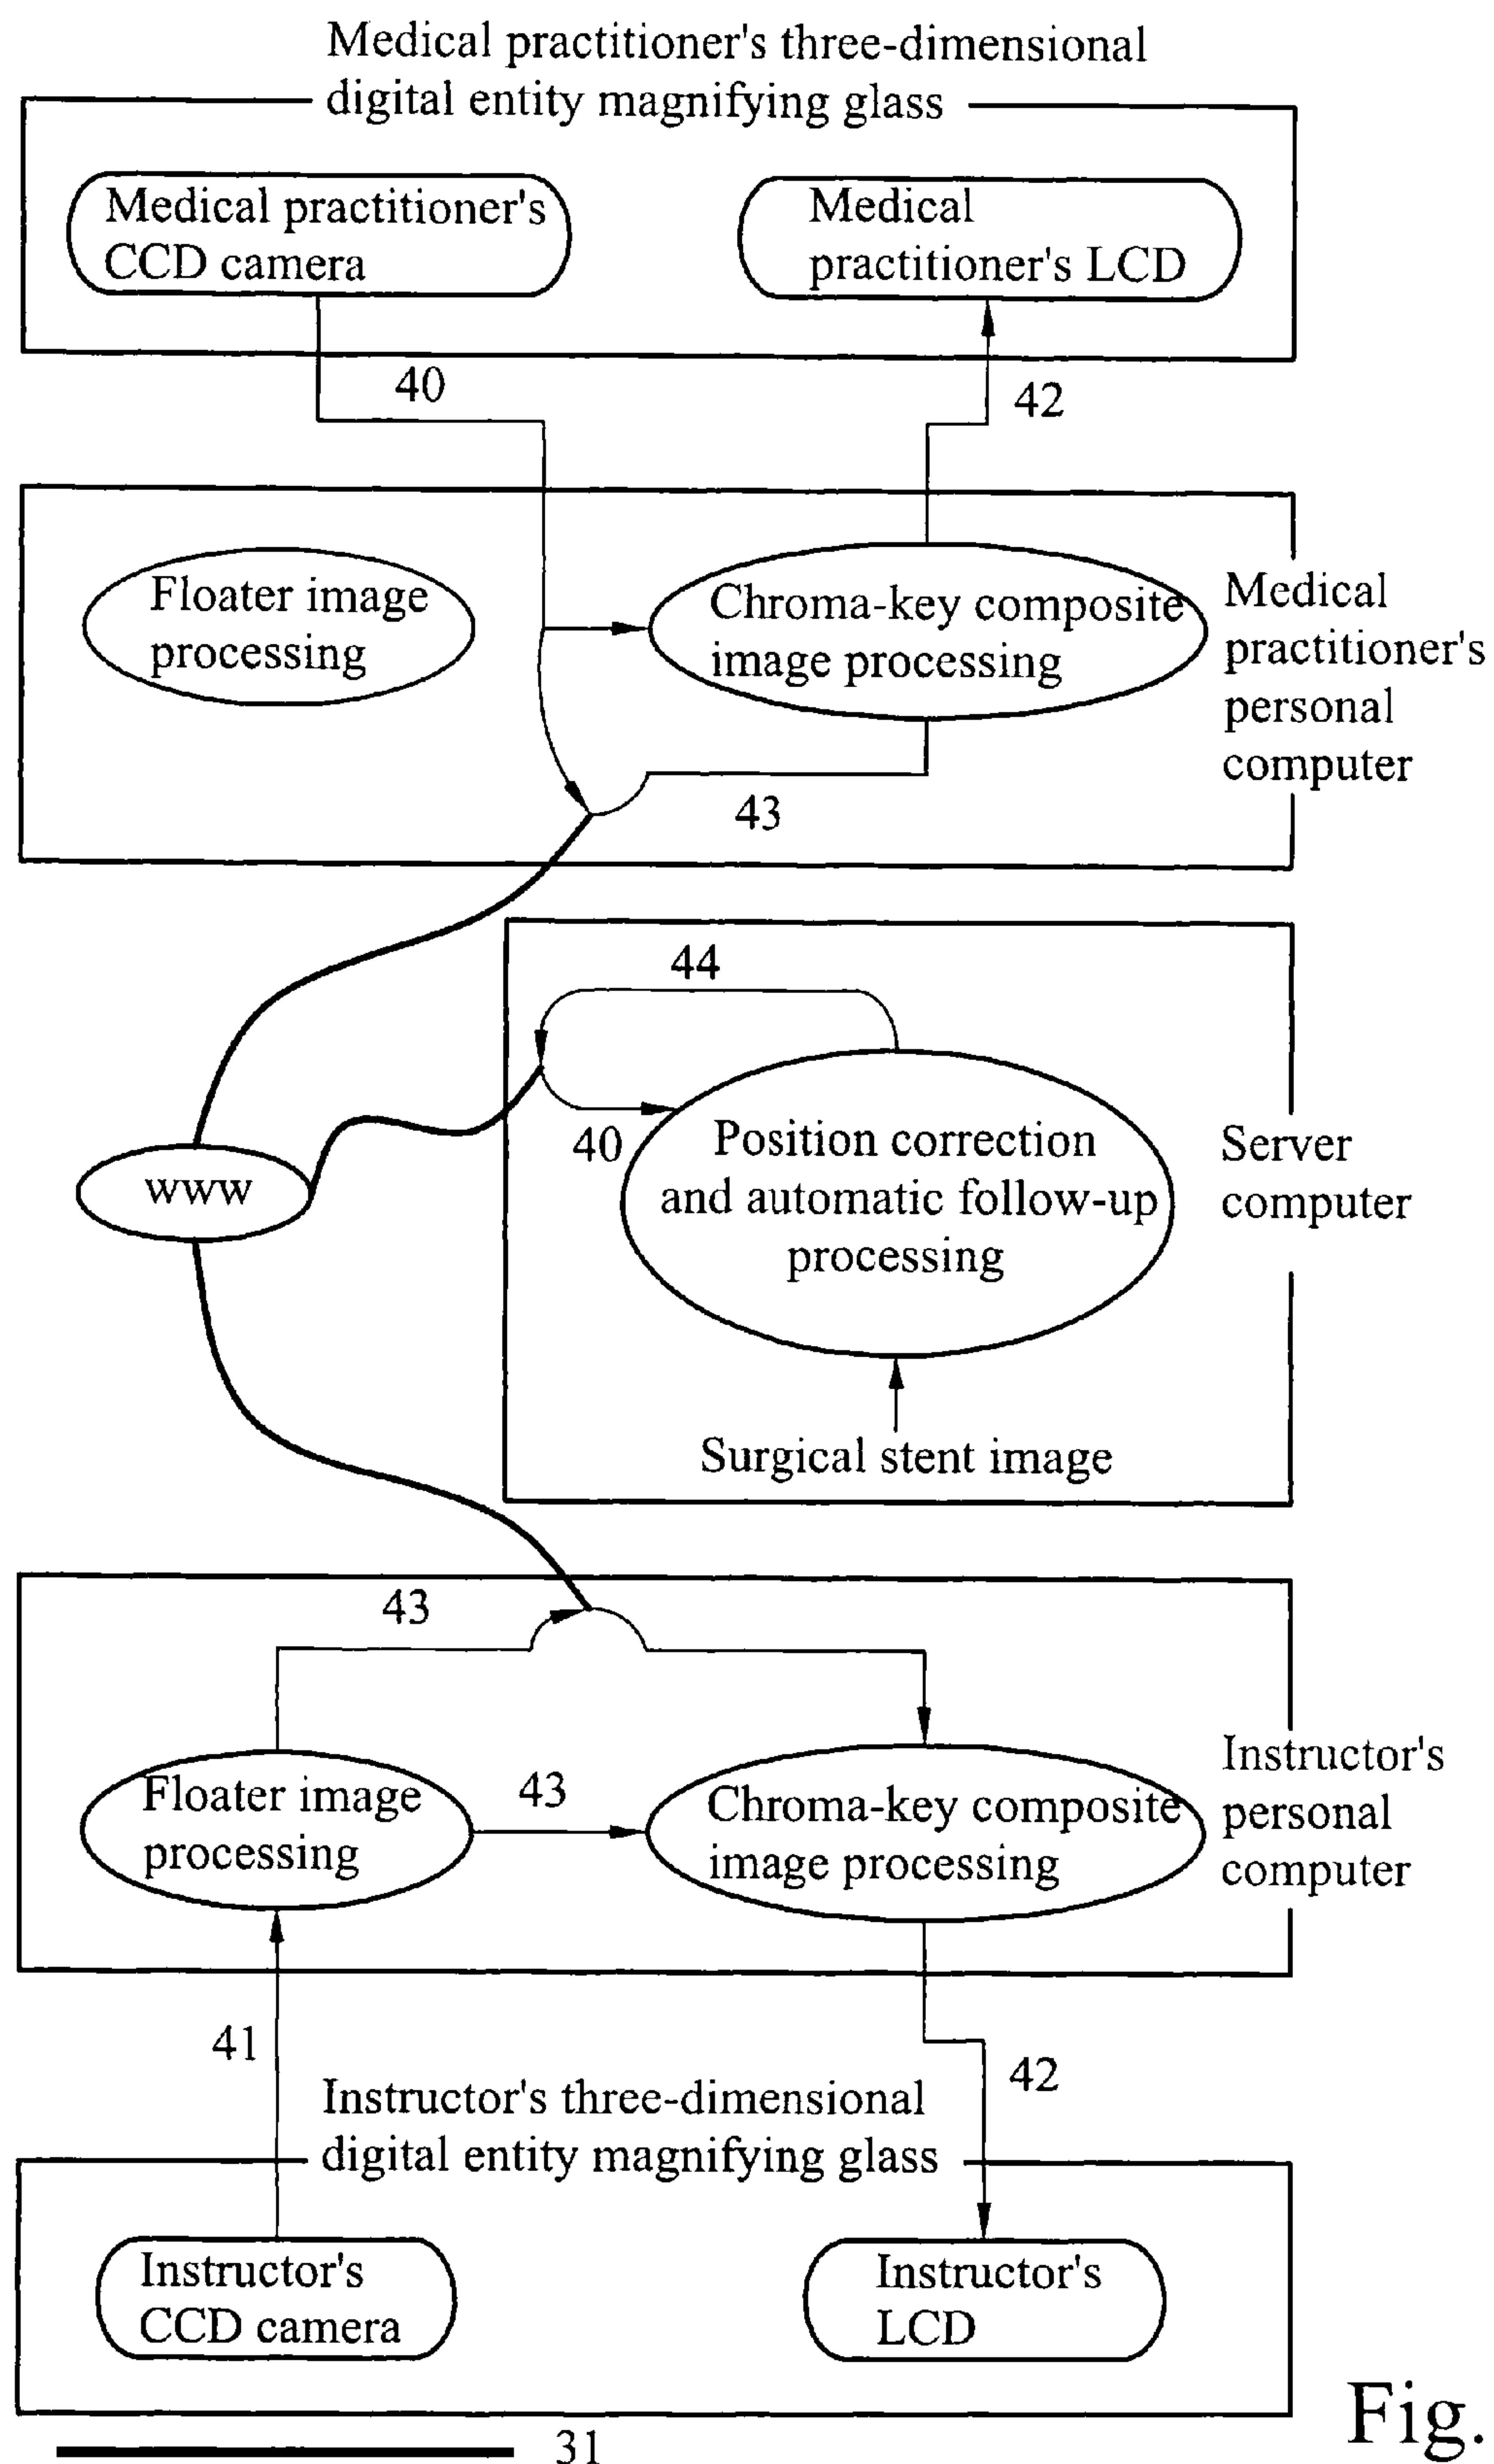 Medical practitioner's three-dimensional
digital entity magnifying glass
Medical practitioner's
CCD camera
Medical
practitioner's LCD
40
42
Floater image
processing
Chroma-key composite
image processing
Medical
practitioner's
personal
computer
43
44
40
Position correction
and automatic follow-up
processing
Server
computer
www
Surgical stent image
43
Floater image
processing
43
Chroma-key composite
image processing
Instructor's
personal
computer
41
42
Instructor's three-dimensional
digital entity magnifying glass
Instructor's
CCD camera
Instructor's
LCD
31
Fig.